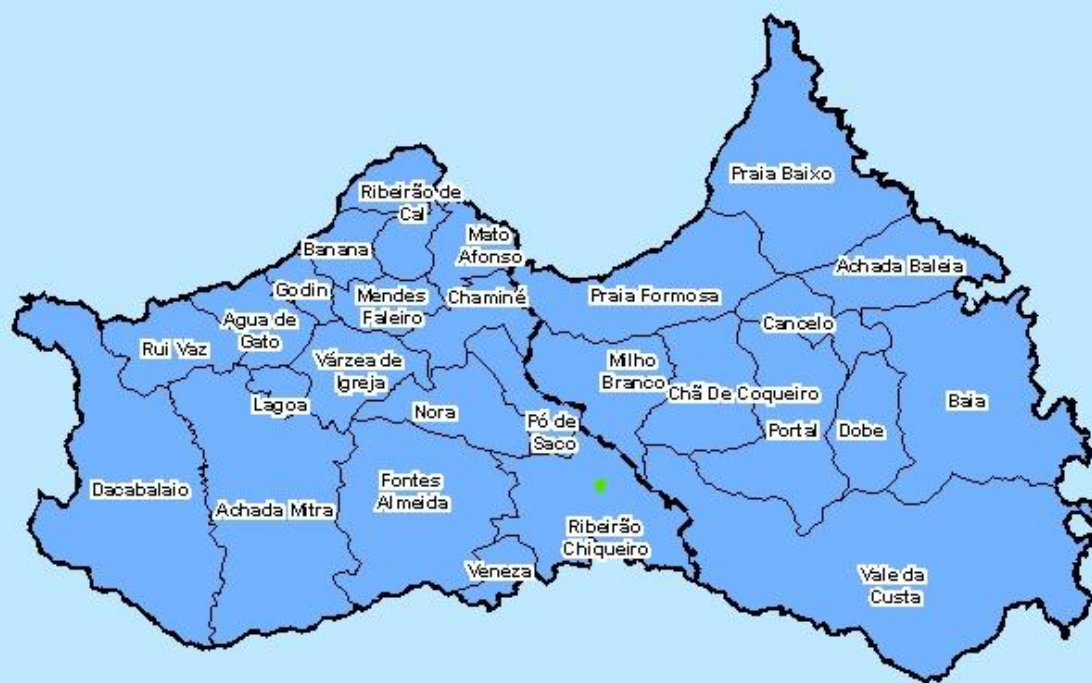 Praia Baixo
Ribeirão de
Cal
Mato
Afonso
Banana
Achada Baleia
Godin
Mendes
Faleiro
Chaminé
Praia Formosa
Agua de
Gato
Cancelo
Rui Vaz
Várzea de
Igreja
Milho
Branco
Lagoa
Nora
Chã De Coqueiro
Baia
Pó de
Saco
Portal
Dobe
Dacabalaio
Achada Mitra
Fontes
Almeida
Ribeirão
Chiqueiro
Veneza
Vale da
Custa